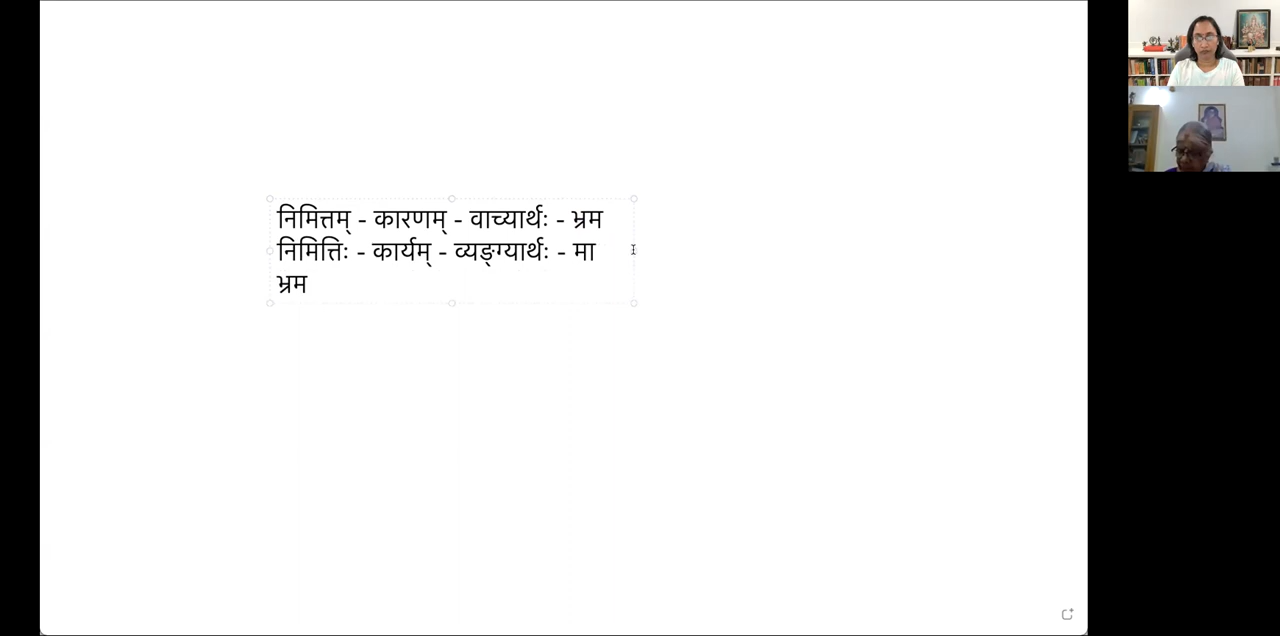 निमित्तम् - कारणम् - वाच्यार्थः - भ्रम
निमित्तिः - कार्यम् - व्यङ्ग्यार्थः - मा
भ्रम